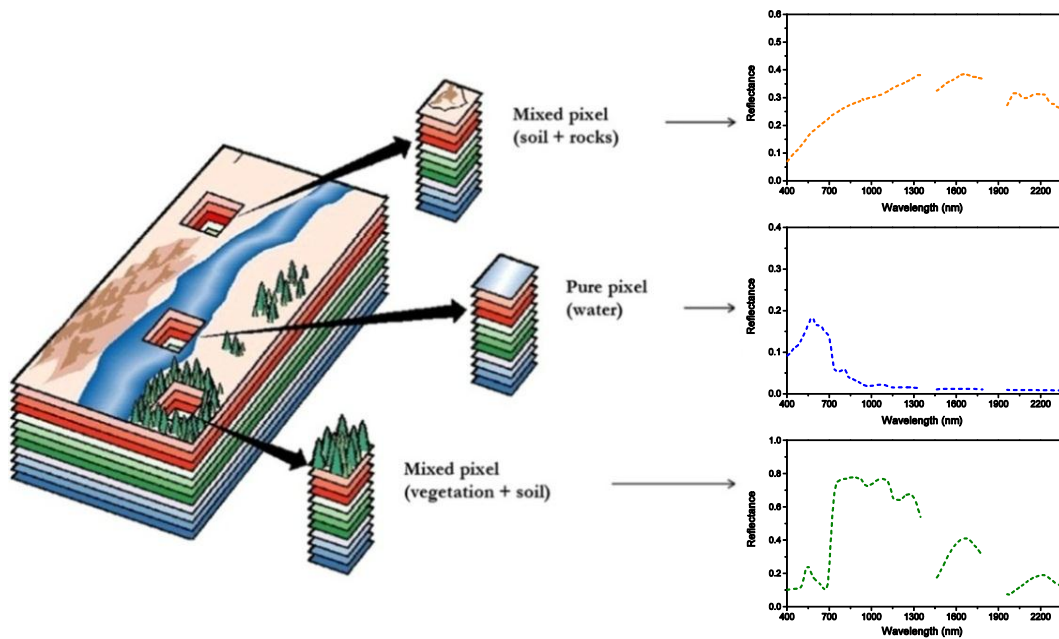 Mixed pixel
(soil + rocks)
Pure pixel
(water)
Mixed pixel
(vegetation + soil)
Reflectance
0.6
0.5
0.4
0.3
0.2
0.1
0.0
400 700 1000 1300 1600 1900 2200
Wavelength (nm)
Reflectance
0.4
0.3
0.2
0.1
0.0
400 700 1000 1300 1600 1900 2200
Wavelength (nm)
Reflectance
1.0
0.8
0.6
0.4
0.2
0.0
400 700 1000 1300 1600 1900 2200
Wavelength (nm)